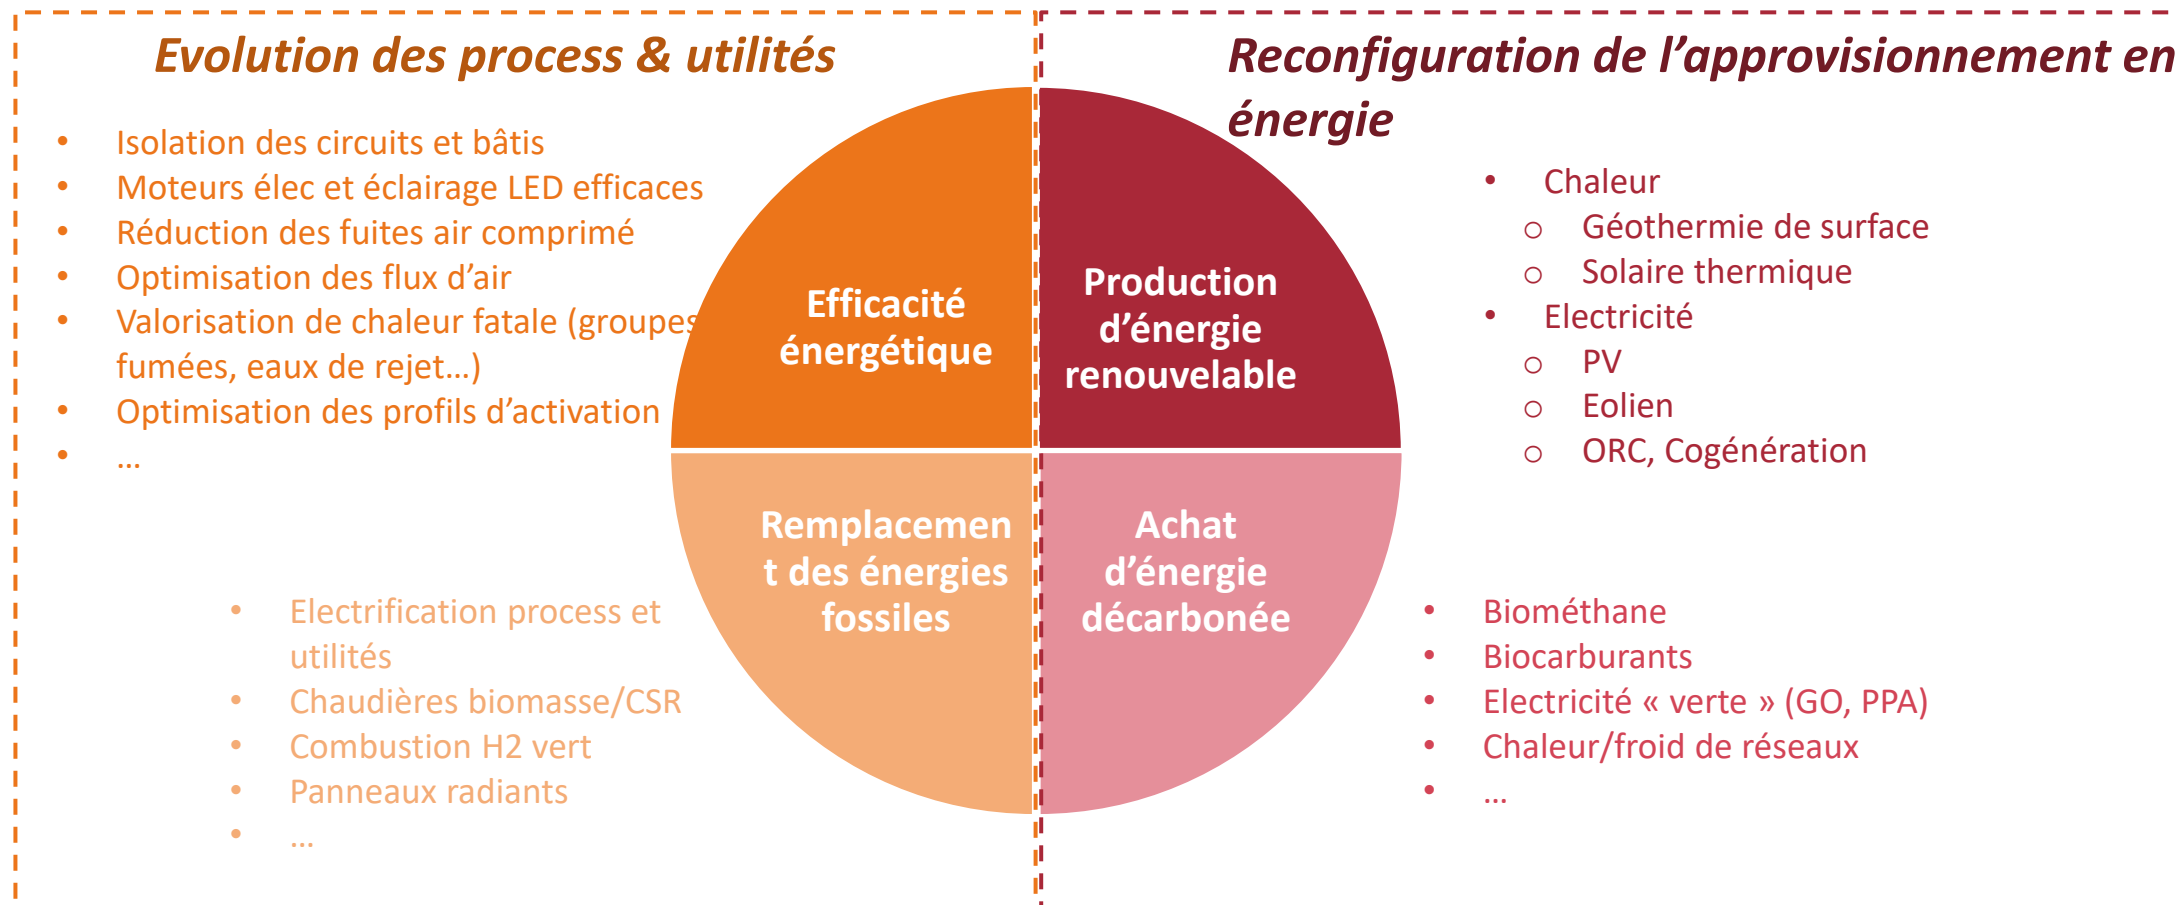 Evolution des process & utilités
• Isolation des circuits et bâtis
• Moteurs élec et éclairage LED efficaces
• Réduction des fuites air comprimé
• Optimisation des flux d’air
• Valorisation de chaleur fatale (groupes
fumées, eaux de rejet…)
• Optimisation des profils d’activation
• …
Efficacité
énergétique
Remplacemen
t des énergies
fossiles
• Electrification process et
utilités
• Chaudières biomasse/CSR
• Combustion H2 vert
• Panneaux radiants
• …
Reconfiguration de l’approvisionnement en
énergie
Production
d’énergie
renouvelable
• Chaleur
o Géothermie de surface
o Solaire thermique
• Electricité
o PV
o Eolien
o ORC, Cogénération
Achat
d’énergie
décarbonée
• Biométhane
• Biocarburants
• Electricité « verte » (GO, PPA)
• Chaleur/froid de réseaux
• …